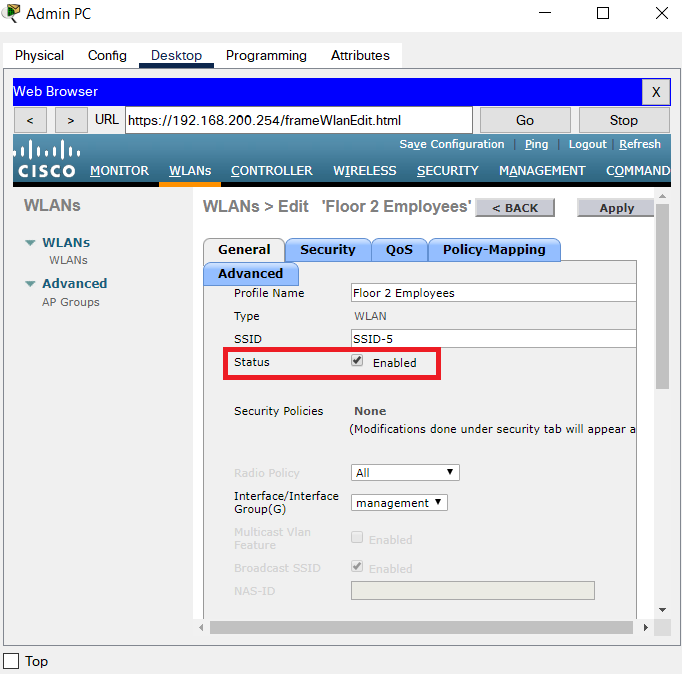 Admin PC
Physical Config Desktop Programming Attributes
Web Browser X
< > URL https://192.168.200.254/frameWlanEdit.html Go Stop
Save Configuration | Ping | Logout | Refresh
CISCO MONITOR WLANs CONTROLLER WIRELESS SECURITY MANAGEMENT COMMAND
WLANs
WLANs > Edit 'Floor 2 Employees' < BACK Apply
WLANs
WLANs
Advanced
AP Groups
General Security QoS Policy-Mapping
Advanced
Profile Name Floor 2 Employees
Type WLAN
SSID SSID-5
Status Enabled
Security Policies None
(Modifications done under security tab will appear a
Radio Policy All
Interface/Interface
Group(G) management
Multicast Vlan
Feature Enabled
Broadcast SSID Enabled
NAS-ID
Top